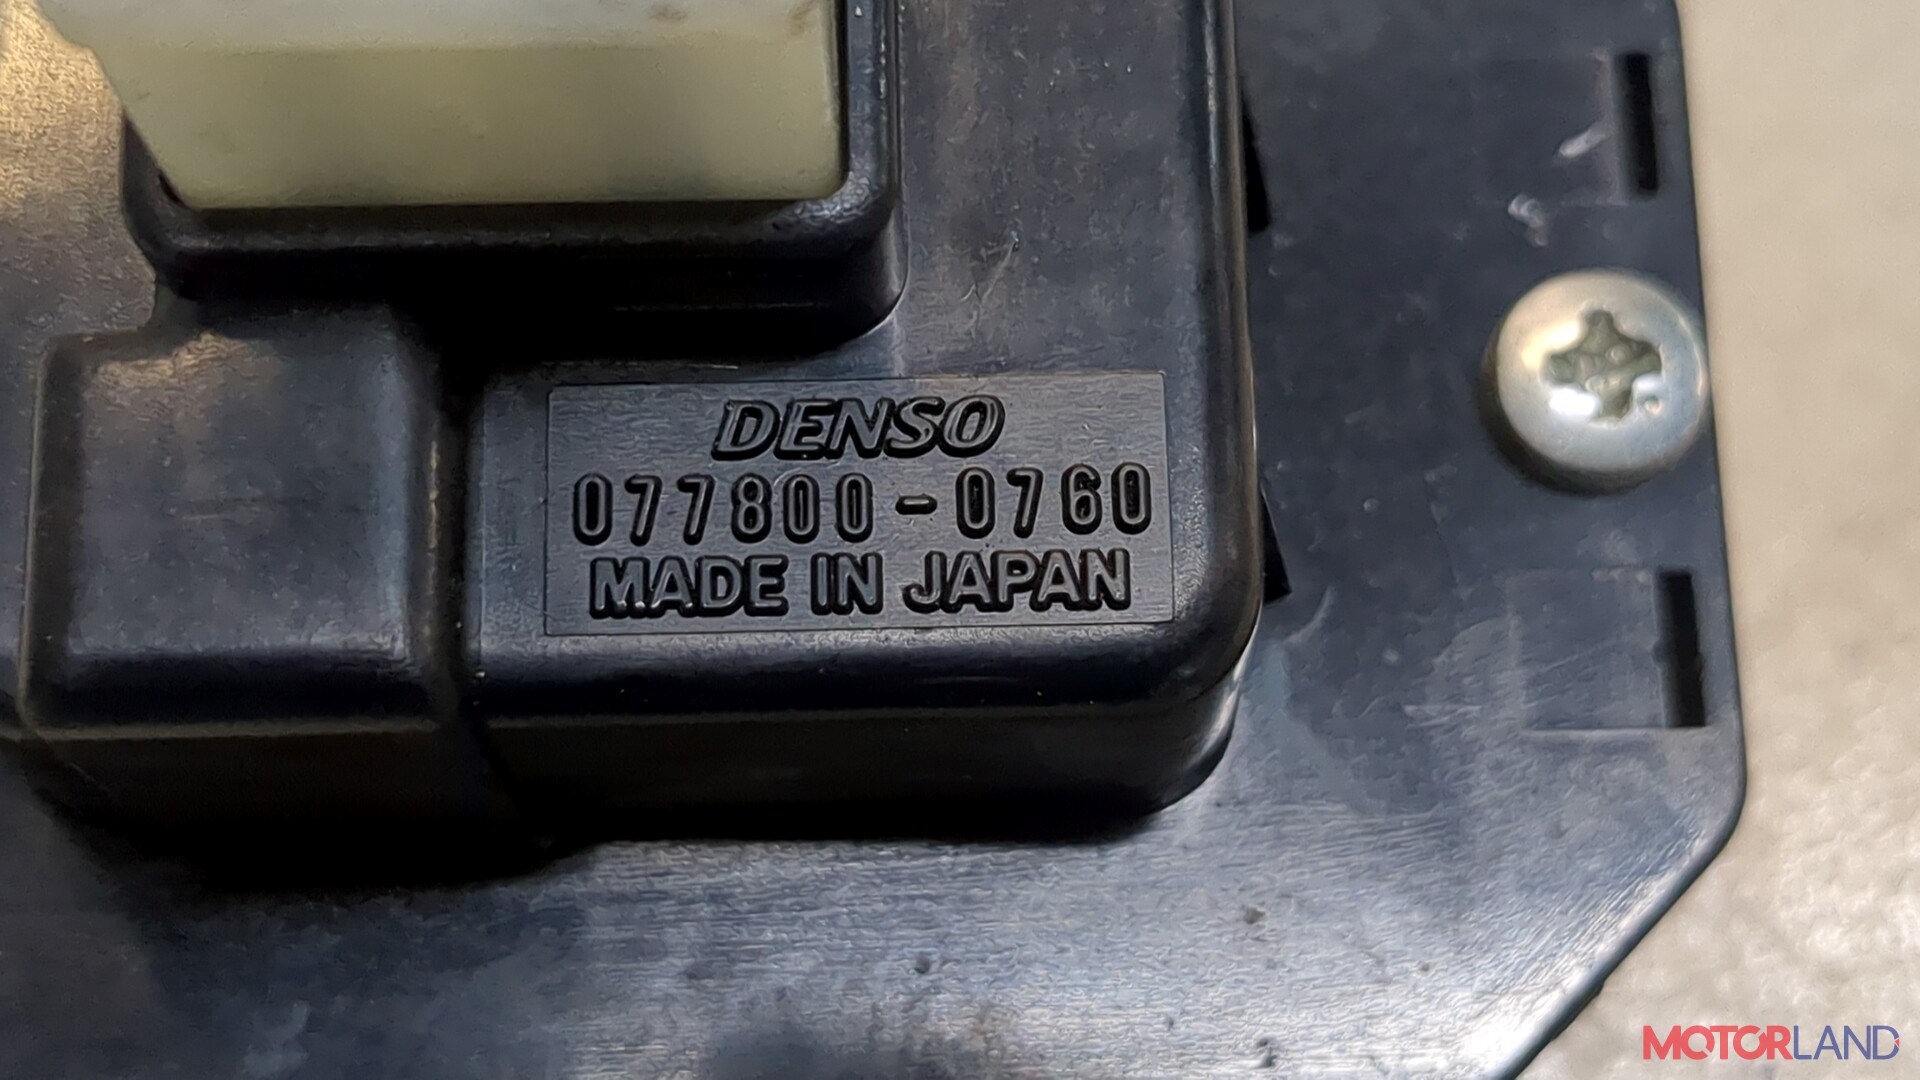 DENSO
077800-0760
MADE IN JAPAN
MOTORLAND